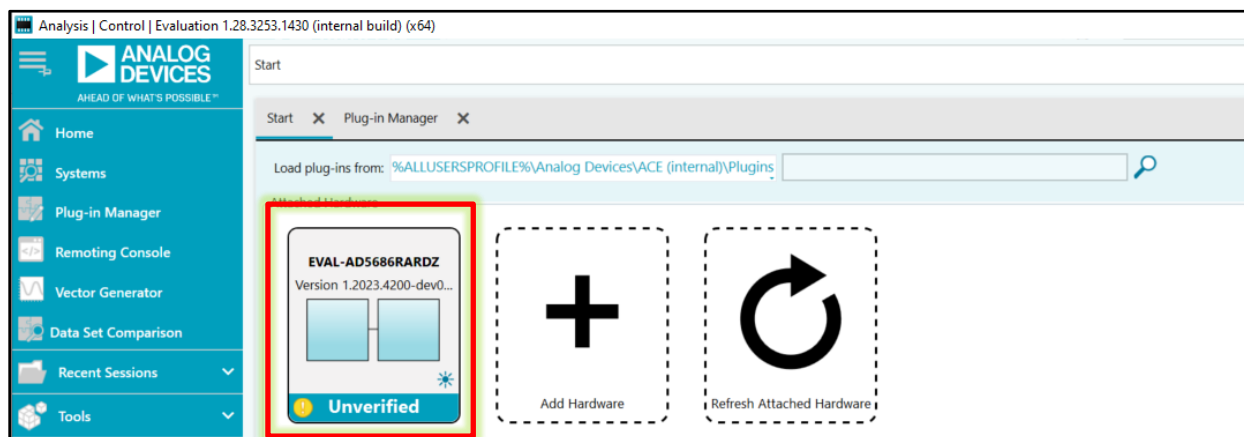 Analysis | Control | Evaluation 1.28.3253.1430 (internal build) (x64)
ANALOG
DEVICES
AHEAD OF WHAT'S POSSIBLE™
Home
Systems
Plug-in Manager
Remoting Console
Vector Generator
Data Set Comparison
Recent Sessions
Tools
Start
Start Plug-in Manager
Load plug-ins from: %ALLUSERSPROFILE%\Analog Devices\ACE (internal)\Plugins
Attached Hardware
EVAL-AD5686RARDZ
Version 1.2023.4200-dev0...
Unverified
Add Hardware
Refresh Attached Hardware